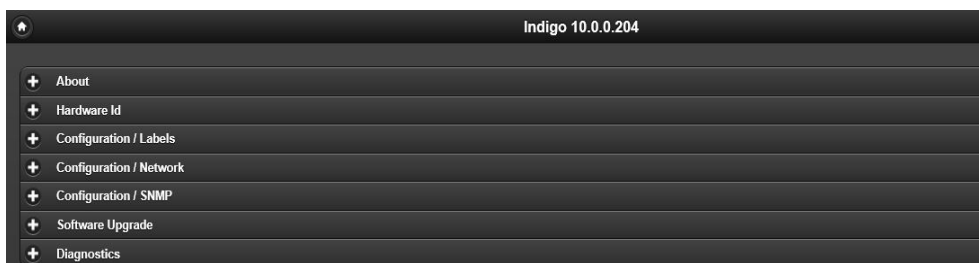 Indigo 10.0.0.204
About
Hardware Id
Configuration / Labels
Configuration / Network
Configuration / SNMP
Software Upgrade
Diagnostics